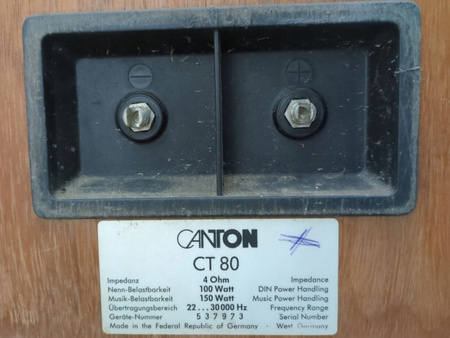 − +
CANTON
CT 80
Impedanz 4 Ohm Impedance
Nenn-Belastbarkeit 100 Watt DIN Power Handling
Musik-Belastbarkeit 150 Watt Music Power Handling
Übertragungsbereich 22...30000 Hz Frequency Range
Geräte-Nummer 537973 Serial Number
Made in the Federal Republic of Germany - West Germany